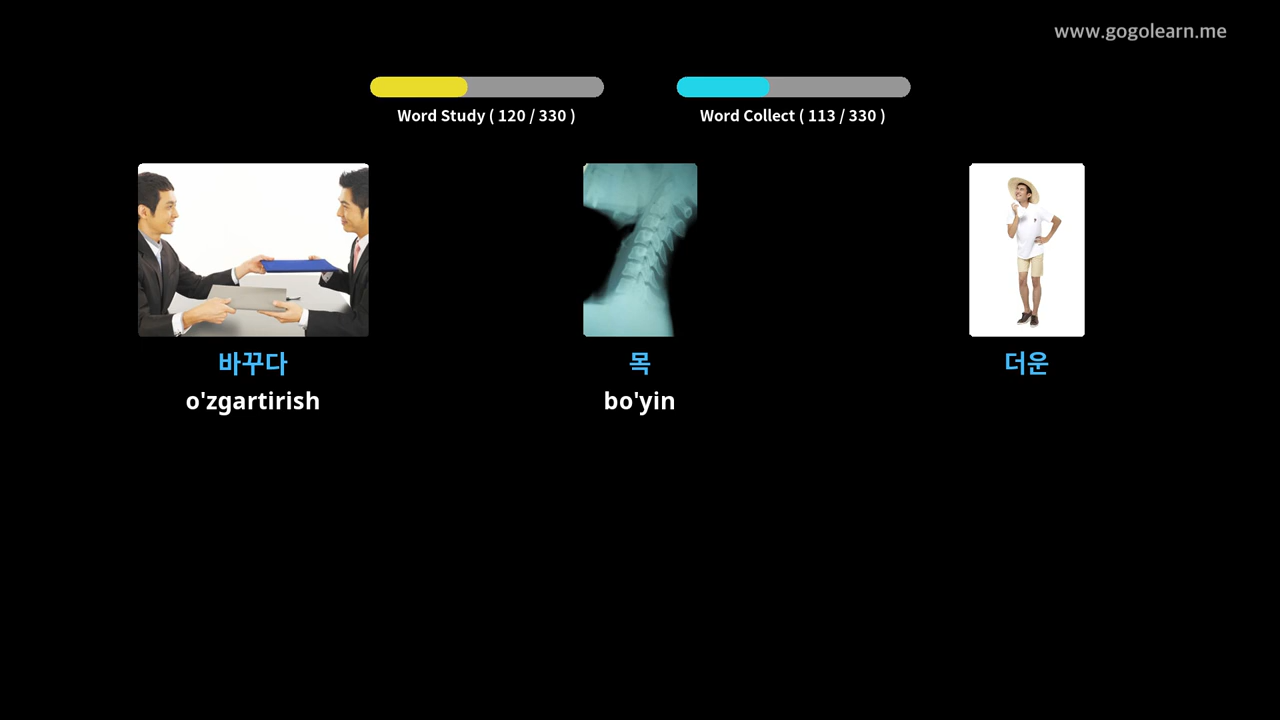 www.gogolearn.me
Word Study ( 120 / 330 )
Word Collect ( 113 / 330 )
바꾸다
o'zgartirish
목
bo'yin
더운